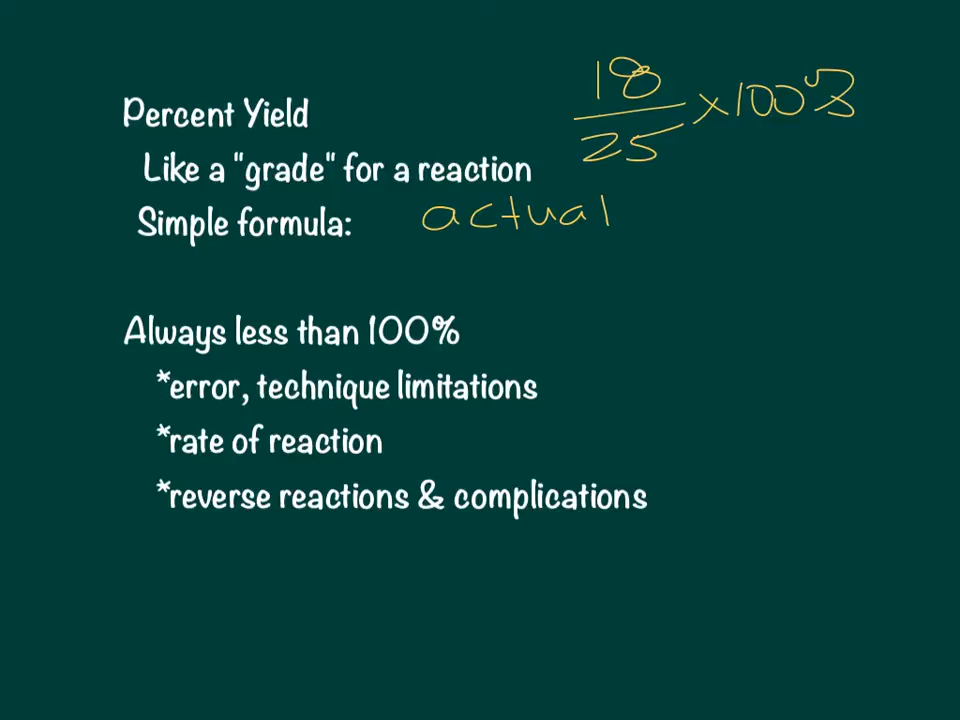 18
25 ×100%
Percent Yield
Like a "grade" for a reaction
Simple formula: actual
Always less than 100%
*error, technique limitations
*rate of reaction
*reverse reactions & complications